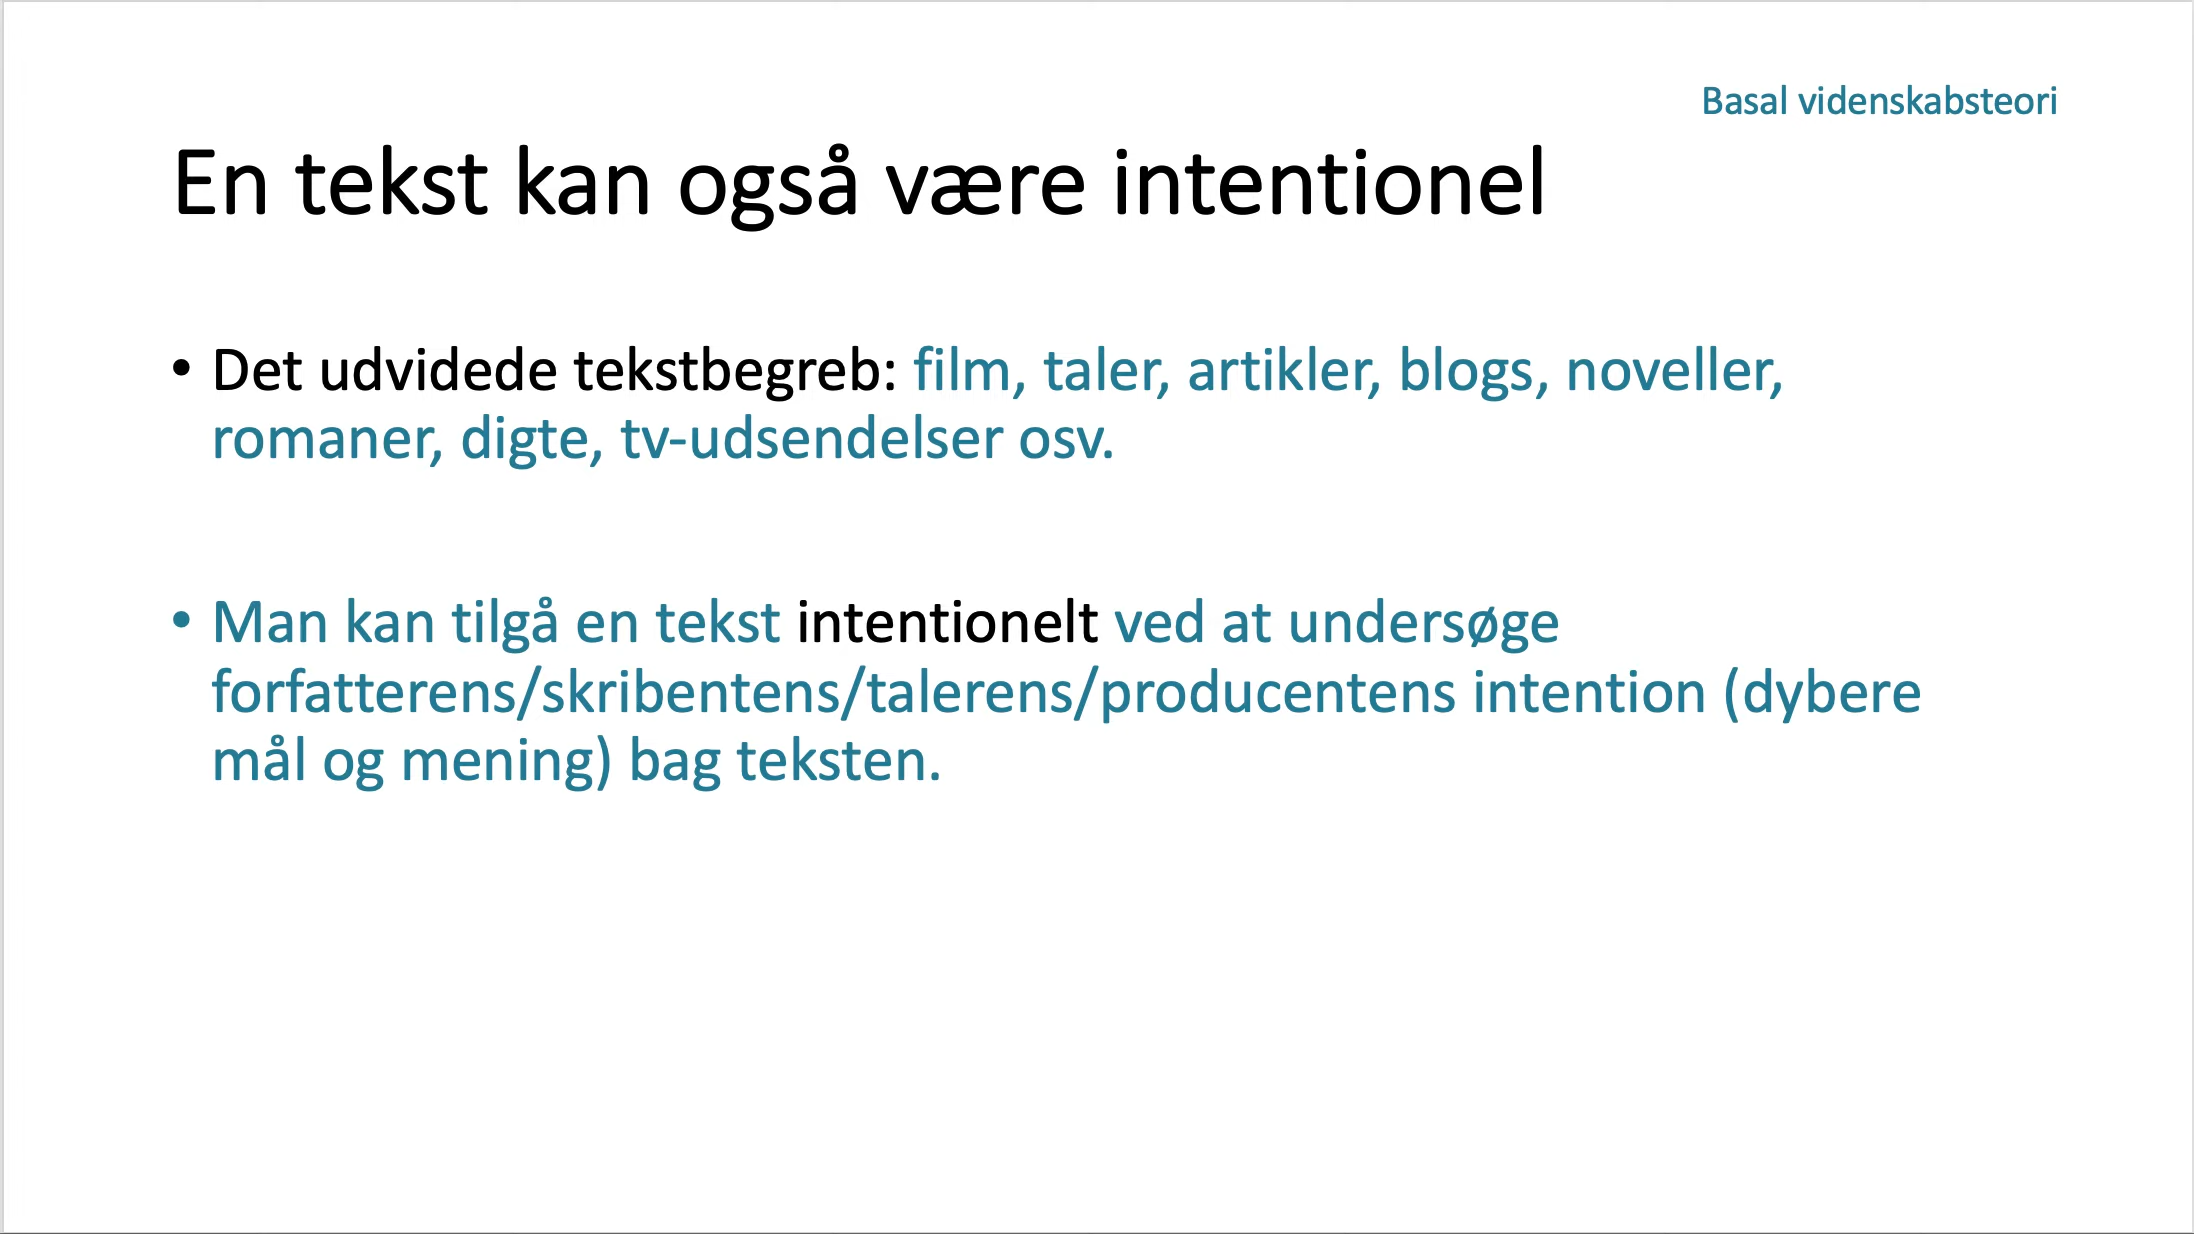 Basal videnskabsteori
En tekst kan også være intentionel
• Det udvidede tekstbegreb: film, taler, artikler, blogs, noveller,
romaner, digte, tv-udsendelser osv.
• Man kan tilgå en tekst intentionelt ved at undersøge
forfatterens/skribentens/talerens/producentens intention (dybere
mål og mening) bag teksten.